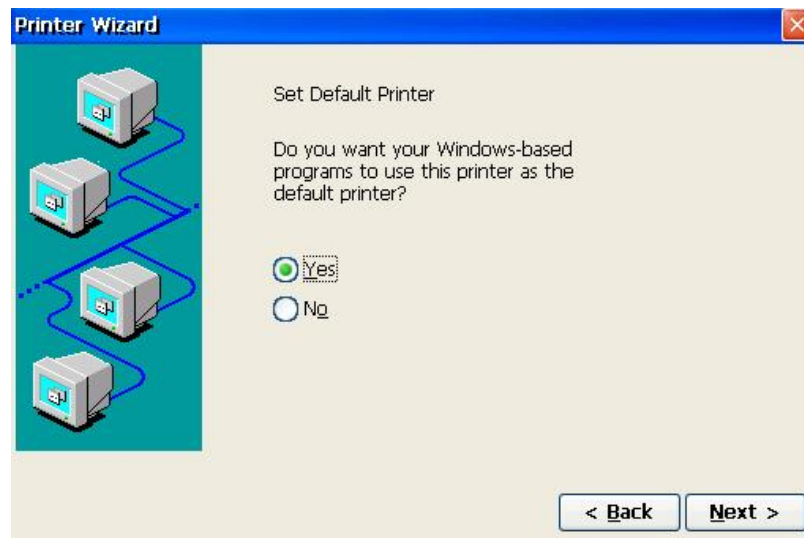 Printer Wizard
Set Default Printer
Do you want your Windows-based
programs to use this printer as the
default printer?
Yes
No
< Back
Next >